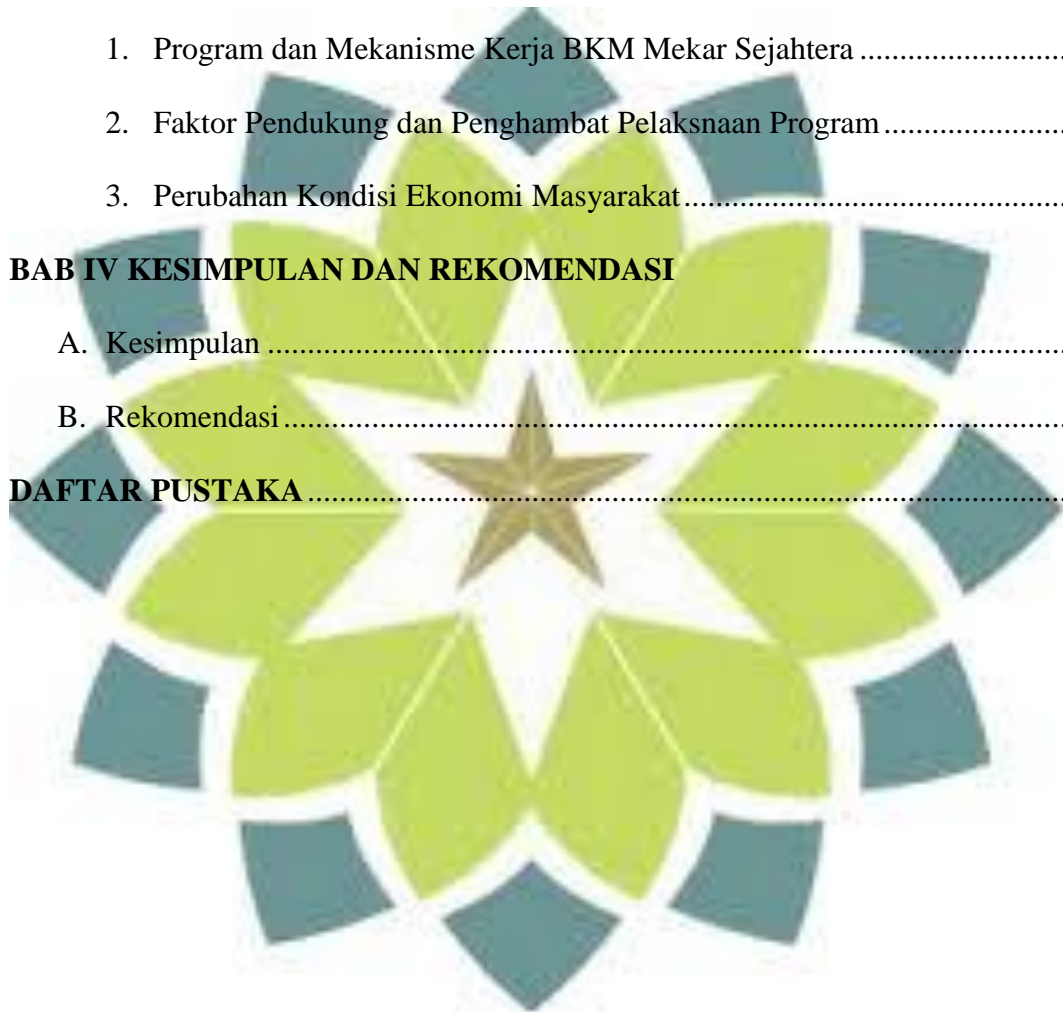 1. Program dan Mekanisme Kerja BKM Mekar Sejahtera ..........................
2. Faktor Pendukung dan Penghambat Pelaksnaan Program .......................
3. Perubahan Kondisi Ekonomi Masyarakat ................................................
BAB IV KESIMPULAN DAN REKOMENDASI
A. Kesimpulan ......................................................................................................
B. Rekomendasi ....................................................................................................
DAFTAR PUSTAKA ................................................................................................